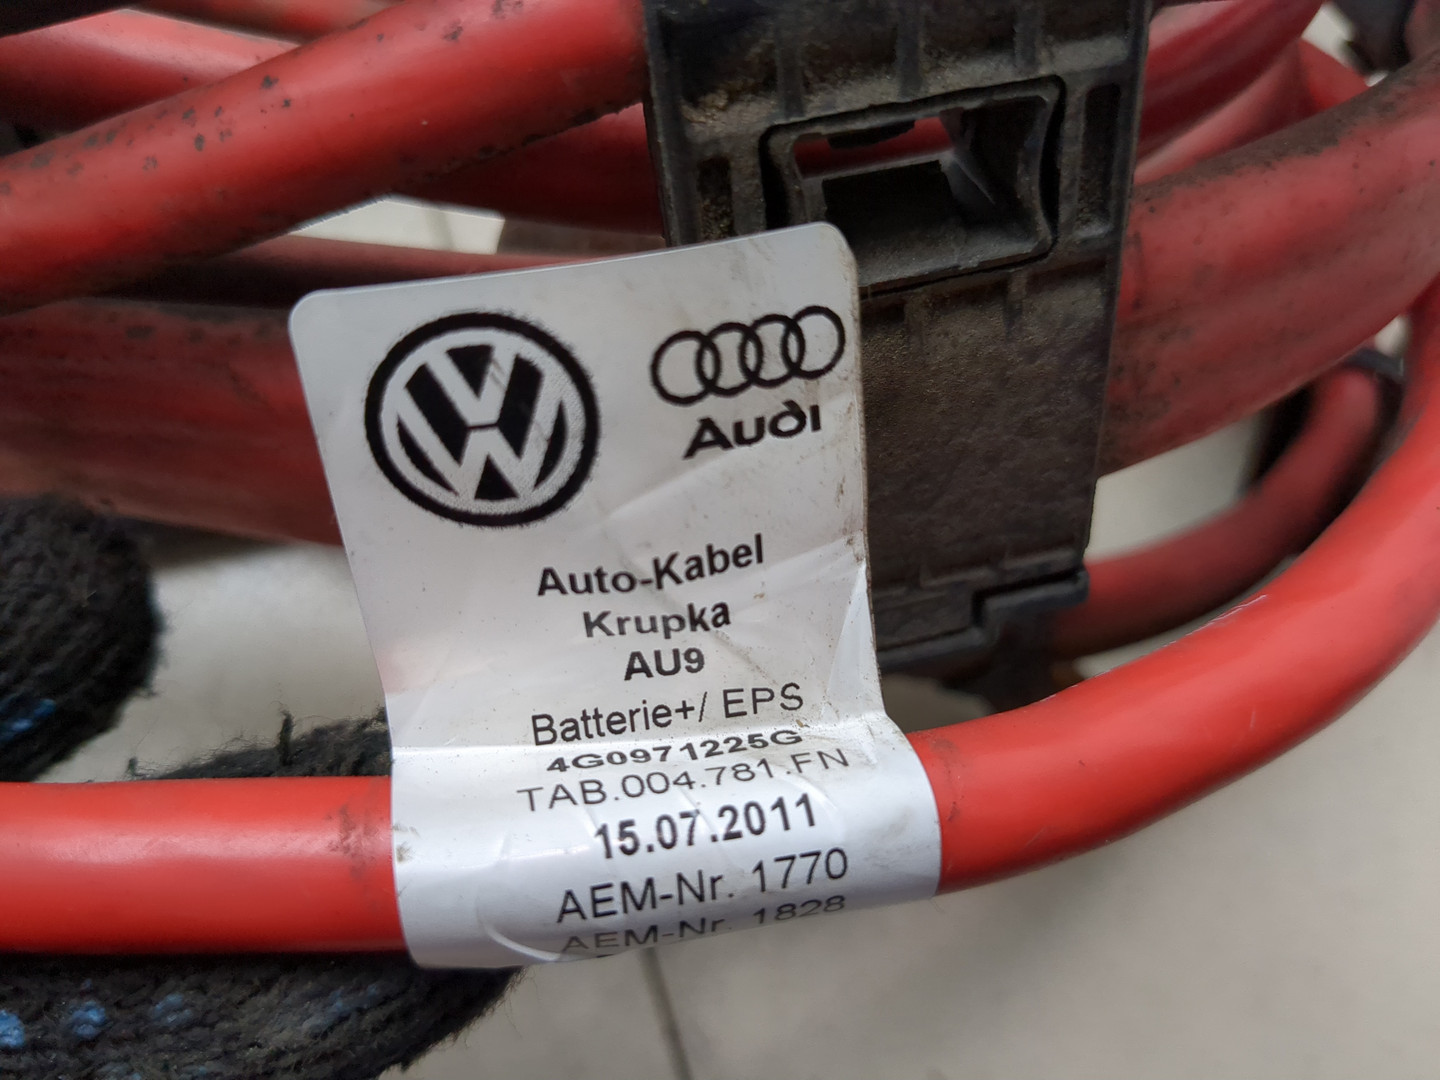 Audi
Auto-Kabel
Krupka
AU9
Batterie+/ EPS
4G0971225G
TAB.004.781.FN
15.07.2011
AEM-Nr. 1770
AEM-Nr. 1828